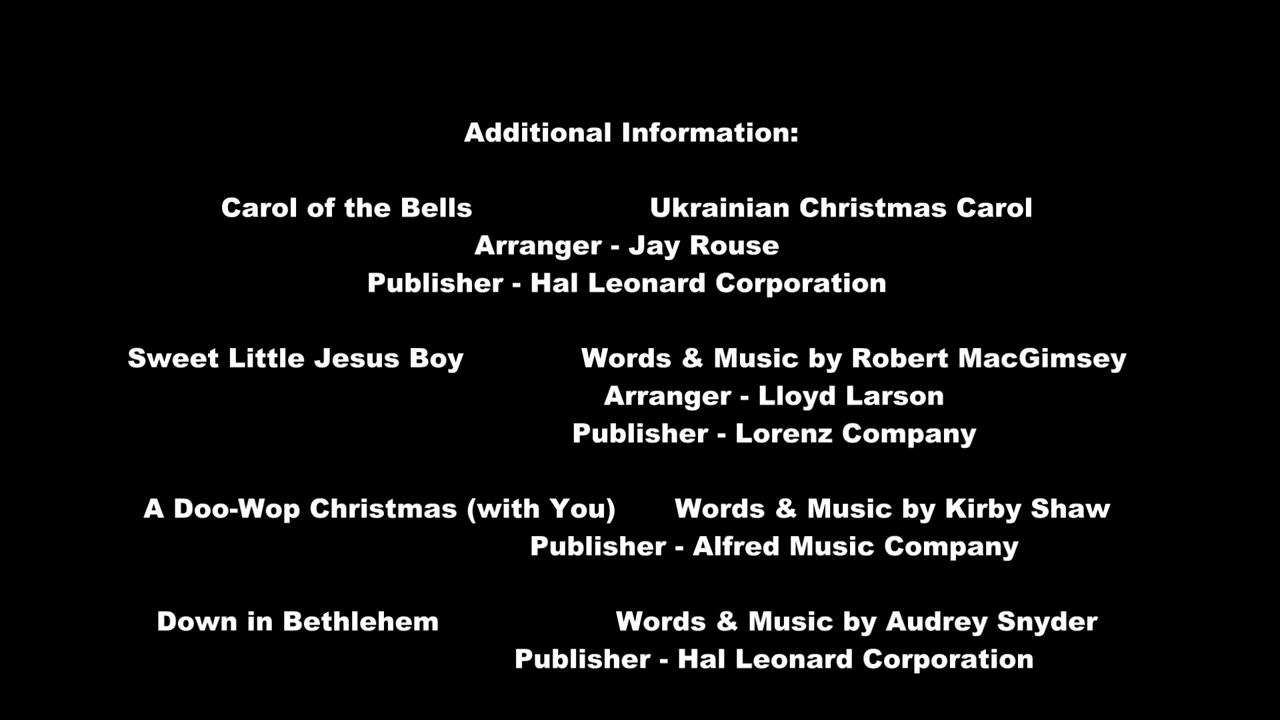 Additional Information:
Carol of the Bells Ukrainian Christmas Carol
Arranger - Jay Rouse
Publisher - Hal Leonard Corporation
Sweet Little Jesus Boy Words & Music by Robert MacGimsey
Arranger - Lloyd Larson
Publisher - Lorenz Company
A Doo-Wop Christmas (with You) Words & Music by Kirby Shaw
Publisher - Alfred Music Company
Down in Bethlehem Words & Music by Audrey Snyder
Publisher - Hal Leonard Corporation